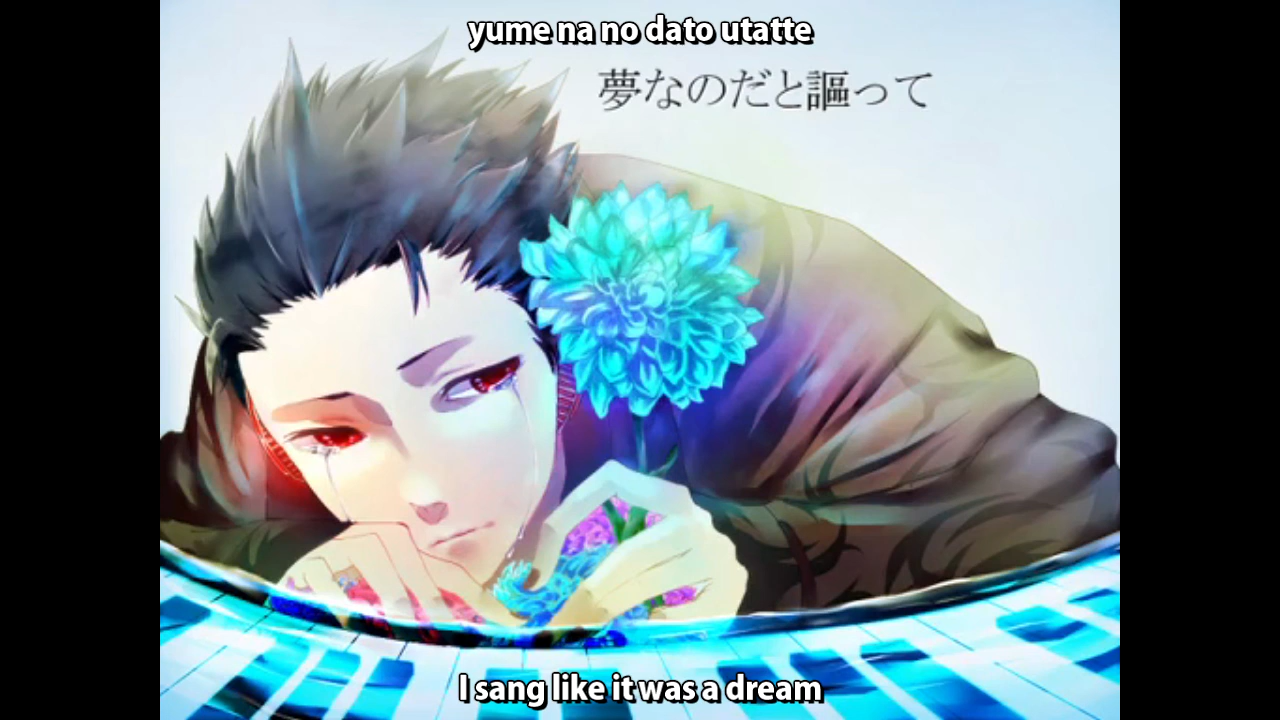 yume na no dato utatte
夢なのだと謳って
I sang like it was a dream